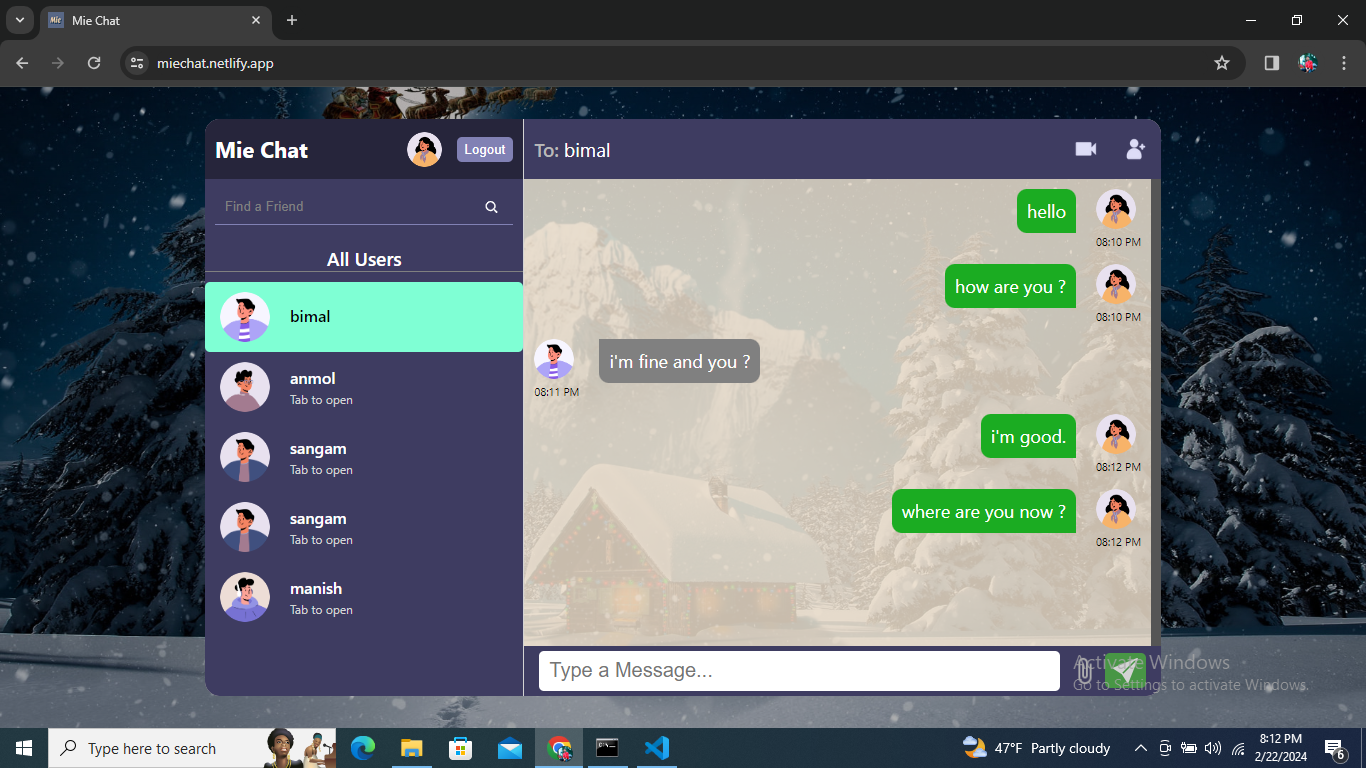 Mie Chat
miechat.netlify.app
Mie Chat
Logout
To: bimal
Find a Friend
All Users
bimal
anmol
Tab to open
sangam
Tab to open
sangam
Tab to open
manish
Tab to open
hello
08:10 PM
how are you ?
08:10 PM
i'm fine and you ?
08:11 PM
i'm good.
08:12 PM
where are you now ?
08:12 PM
Type a Message...
Activate Windows
Go to Settings to activate Windows.
Type here to search
47°F Partly cloudy
8:12 PM
2/22/2024
6